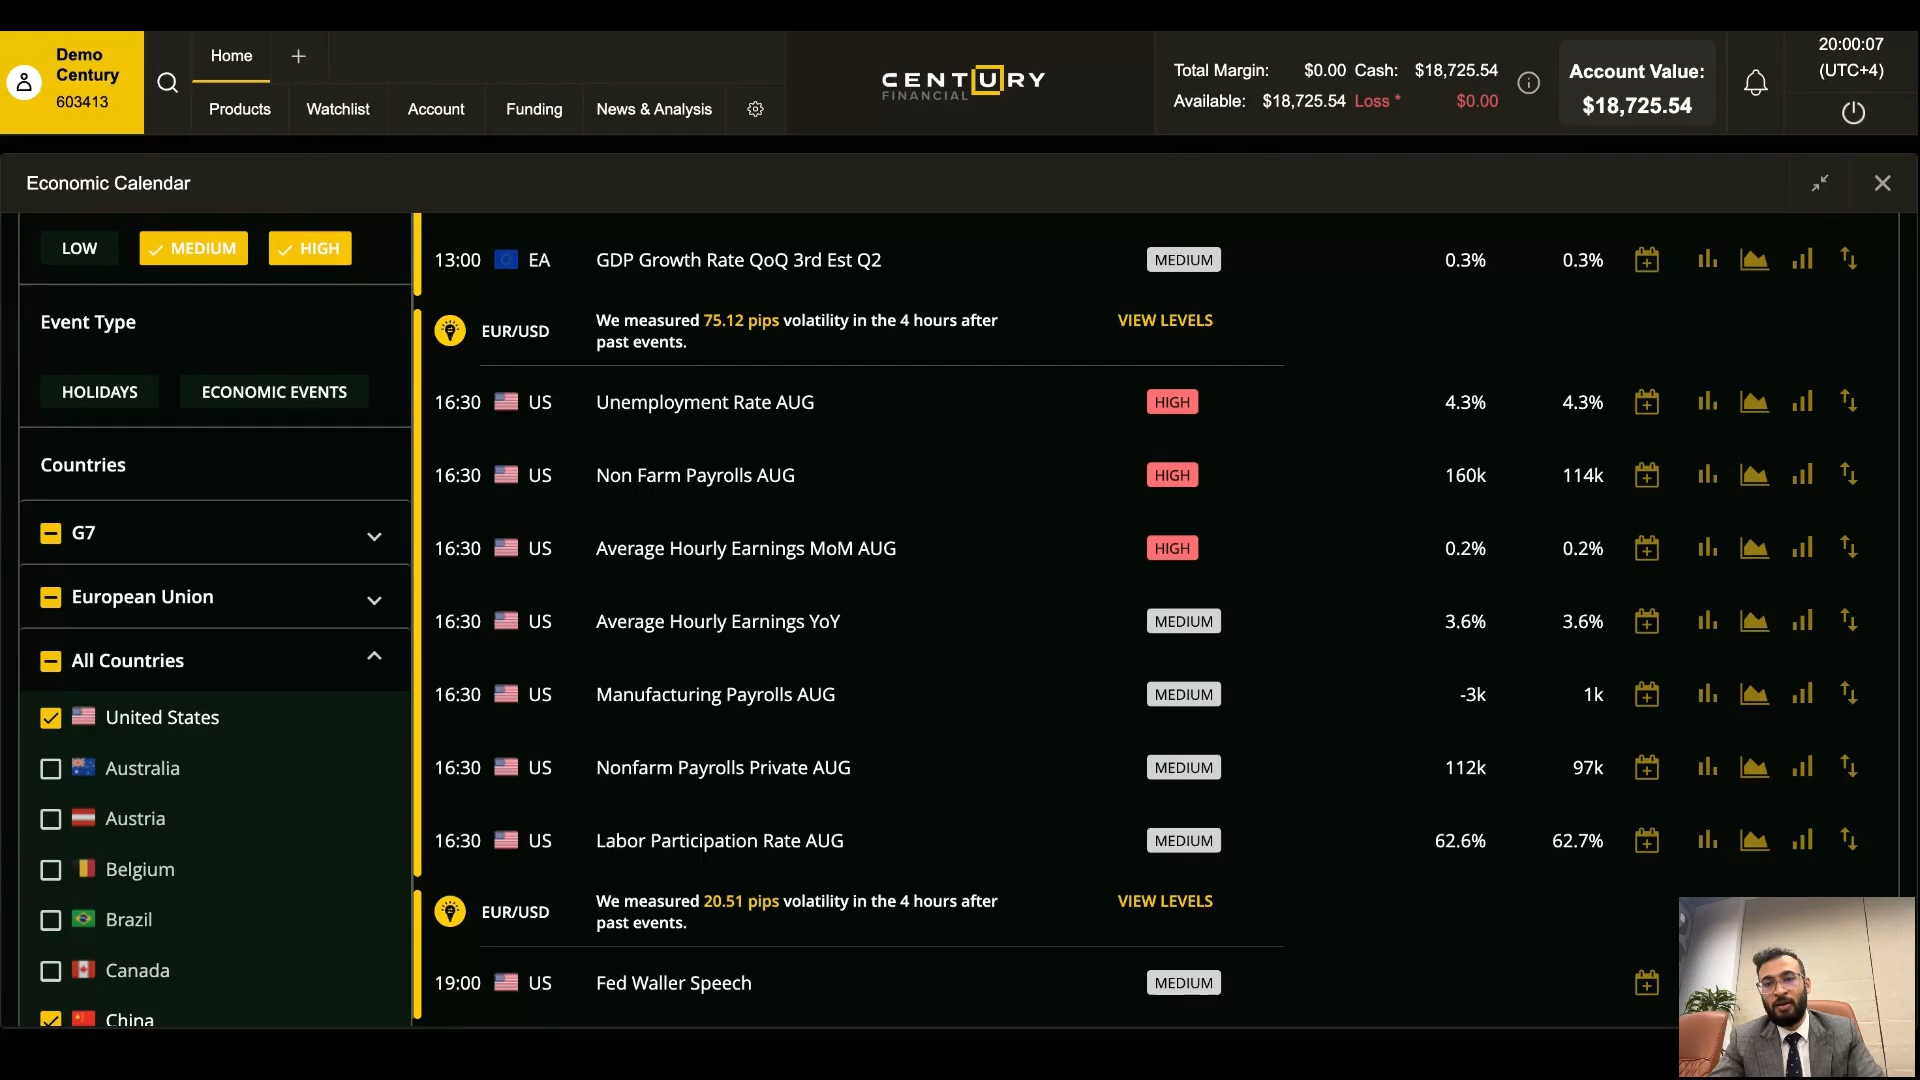 Demo
Century
603413
Home
Products
Watchlist
Account
Funding
News & Analysis
CENTURY
FINANCIAL
Total Margin: $0.00 Cash: $18,725.54
Available: $18,725.54 Loss * $0.00
Account Value:
$18,725.54
20:00:07
(UTC+4)
Economic Calendar
LOW
MEDIUM
HIGH
Event Type
HOLIDAYS
ECONOMIC EVENTS
Countries
G7
European Union
All Countries
United States
Australia
Austria
Belgium
Brazil
Canada
China
13:00 EA GDP Growth Rate QoQ 3rd Est Q2 MEDIUM 0.3% 0.3%
EUR/USD We measured 75.12 pips volatility in the 4 hours after VIEW LEVELS
past events.
16:30 US Unemployment Rate AUG HIGH 4.3% 4.3%
16:30 US Non Farm Payrolls AUG HIGH 160k 114k
16:30 US Average Hourly Earnings MoM AUG HIGH 0.2% 0.2%
16:30 US Average Hourly Earnings YoY MEDIUM 3.6% 3.6%
16:30 US Manufacturing Payrolls AUG MEDIUM -3k 1k
16:30 US Nonfarm Payrolls Private AUG MEDIUM 112k 97k
16:30 US Labor Participation Rate AUG MEDIUM 62.6% 62.7%
EUR/USD We measured 20.51 pips volatility in the 4 hours after VIEW LEVELS
past events.
19:00 US Fed Waller Speech MEDIUM